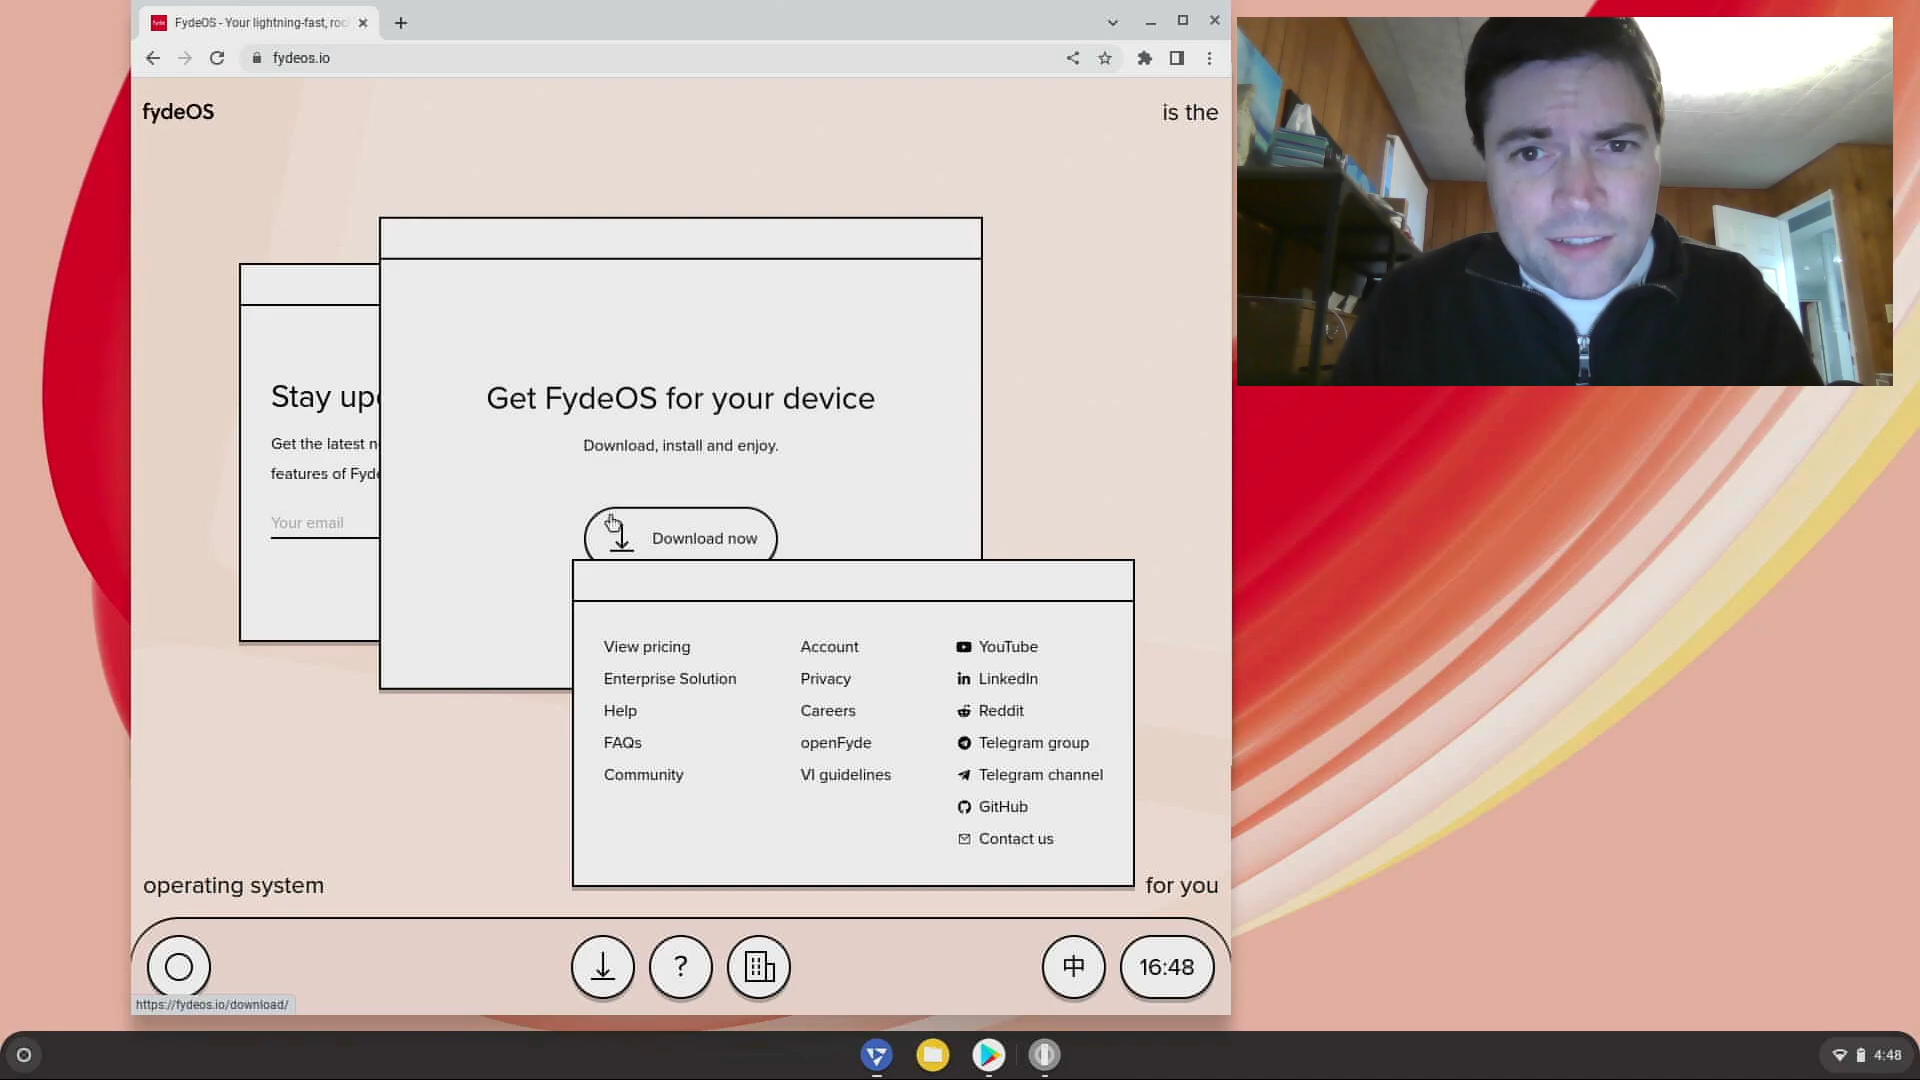 FydeOS - Your lightning-fast, roc
fydeos.io
fydeOS
is the
Stay up
Get the latest n
features of Fyde
Your email
Get FydeOS for your device
Download, install and enjoy.
Download now
View pricing
Enterprise Solution
Help
FAQs
Community
Account
Privacy
Careers
openFyde
VI guidelines
YouTube
LinkedIn
Reddit
Telegram group
Telegram channel
GitHub
Contact us
operating system
for you
?
中
16:48
https://fydeos.io/download/
4:48